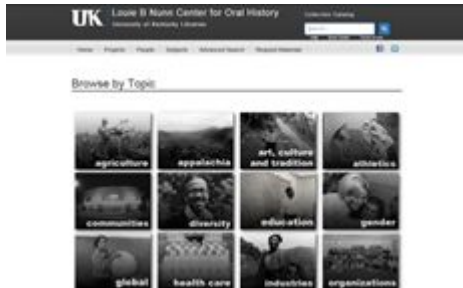 UK Louie B Nunn Center for Oral History
University of Kentucky Libraries
Collection Catalog
Home Projects People Subjects Advanced Search Request Materials
Browse by Topic
agriculture
appalachia
art, culture
and tradition
athletics
communities
diversity
education
gender
global
health care
industries
organizations